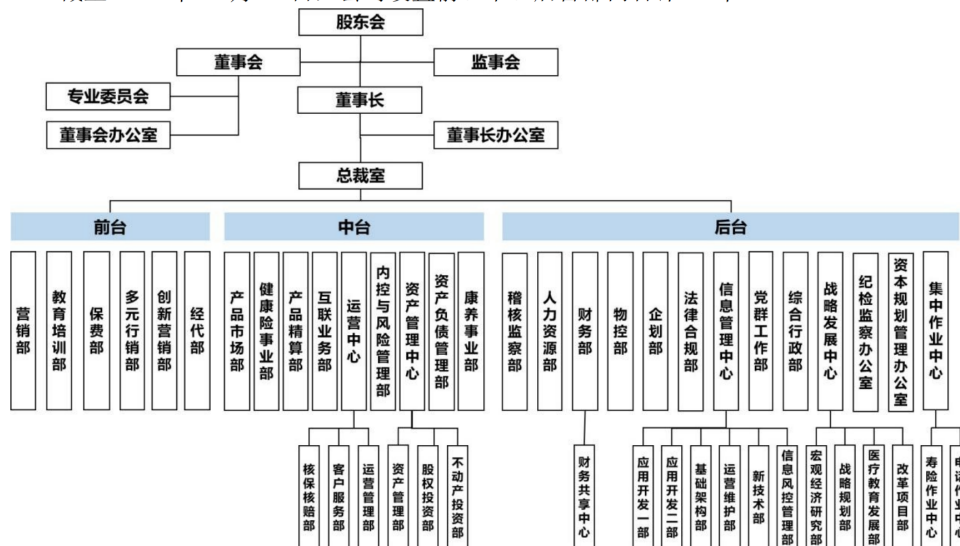 股东会
董事会
监事会
专业委员会
董事长
董事会办公室
董事长办公室
总裁室
前台
中台
后台
营销部
教育培训部
保费部
多元行销部
创新营销部
经代部
产品市场部
健康险事业部
产品精算部
互联业务部
运营中心
内控与风险管理部
资产管理中心
资产负债管理部
康养事业部
稽核监察部
人力资源部
财务部
物控部
企划部
法律合规部
信息管理中心
党群工作部
综合行政部
战略发展中心
纪检监察办公室
资本规划管理办公室
集中作业中心
核保核赔部
客户服务部
运营管理部
资产管理部
股权投资部
不动产投资部
财务共享中心
应用开发一部
应用开发二部
基础架构部
运营维护部
新技术部
信息风控管理部
宏观经济研究部
战略规划部
医疗教育发展部
改革项目部
寿险作业中心